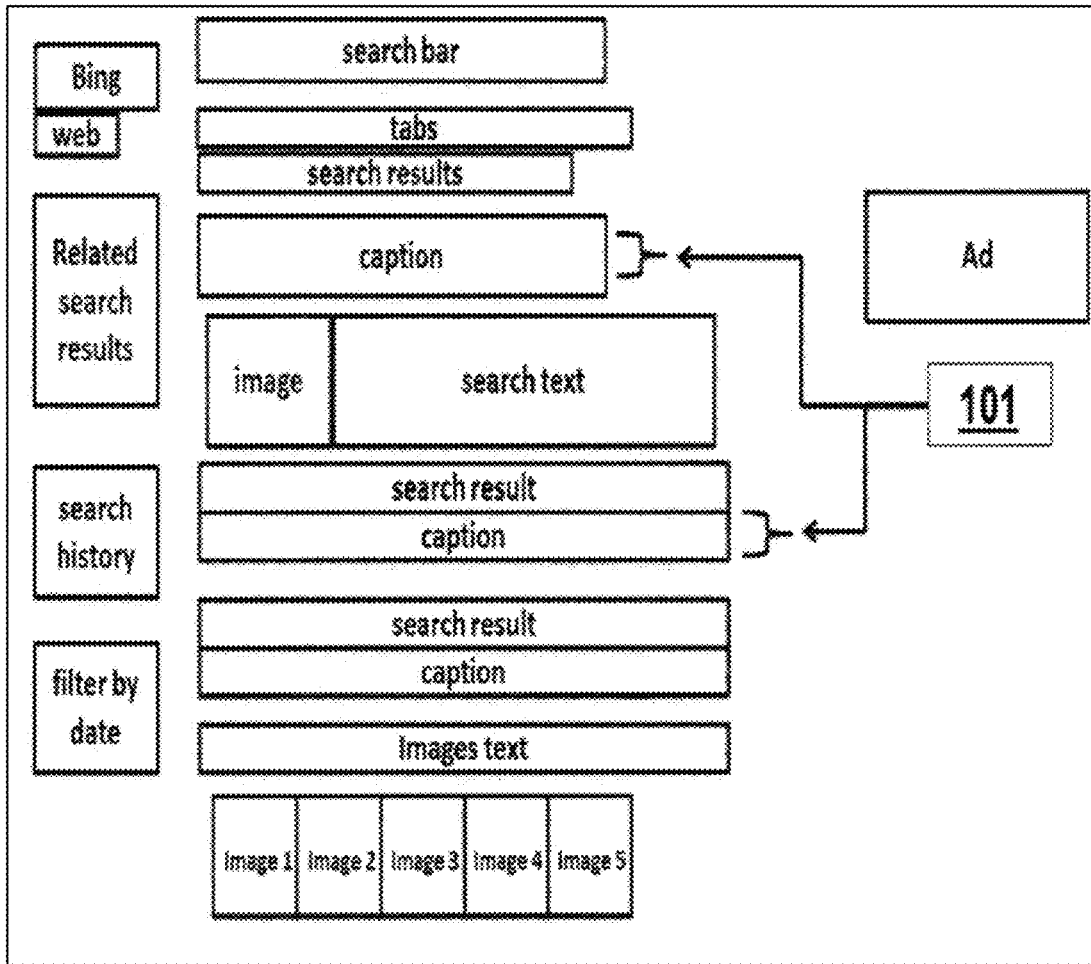 search bar
Bing
web
tabs
search results
Related
search
results
caption
Ad
image
search text
101
search
history
search result
caption
search result
caption
filter by
date
Images text
Image 1
Image 2
Image 3
Image 4
Image 5